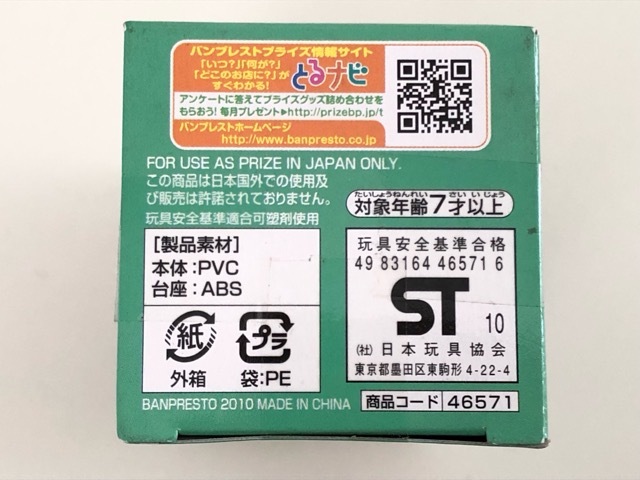 バンプレストプライズ情報サイト
「いつ?」「何が?」
「どこのお店に?」が
すぐわかる!
とるナビ
アンケートに答えてプライズグッズ詰め合わせを
もらおう! 毎月プレゼント▶http://prizebp.jp/t
バンプレストホームページ
http://www.banpresto.co.jp
FOR USE AS PRIZE IN JAPAN ONLY.
この商品は日本国外での使用及
び販売は許諾されておりません。
玩具安全基準適合可塑剤使用
たいしょうねんれい さい いじょう
対象年齢7才以上
[製品素材]
本体:PVC
台座:ABS
紙
外箱
プラ
袋:PE
玩具安全基準合格
49 83164 46571 6
ST 10
(社)日本玩具協会
東京都墨田区東駒形4-22-4
BANPRESTO 2010 MADE IN CHINA
商品コード 46571